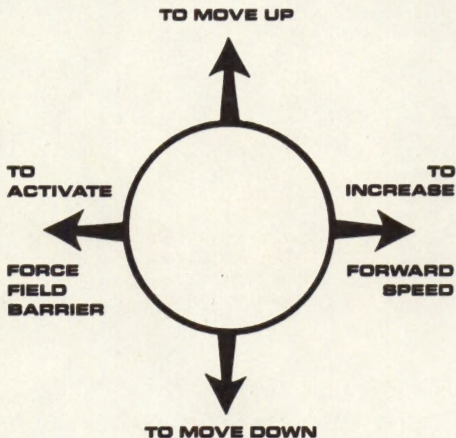 TO MOVE UP
TO
ACTIVATE
FORCE
FIELD
BARRIER
TO
INCREASE
FORWARD
SPEED
TO MOVE DOWN